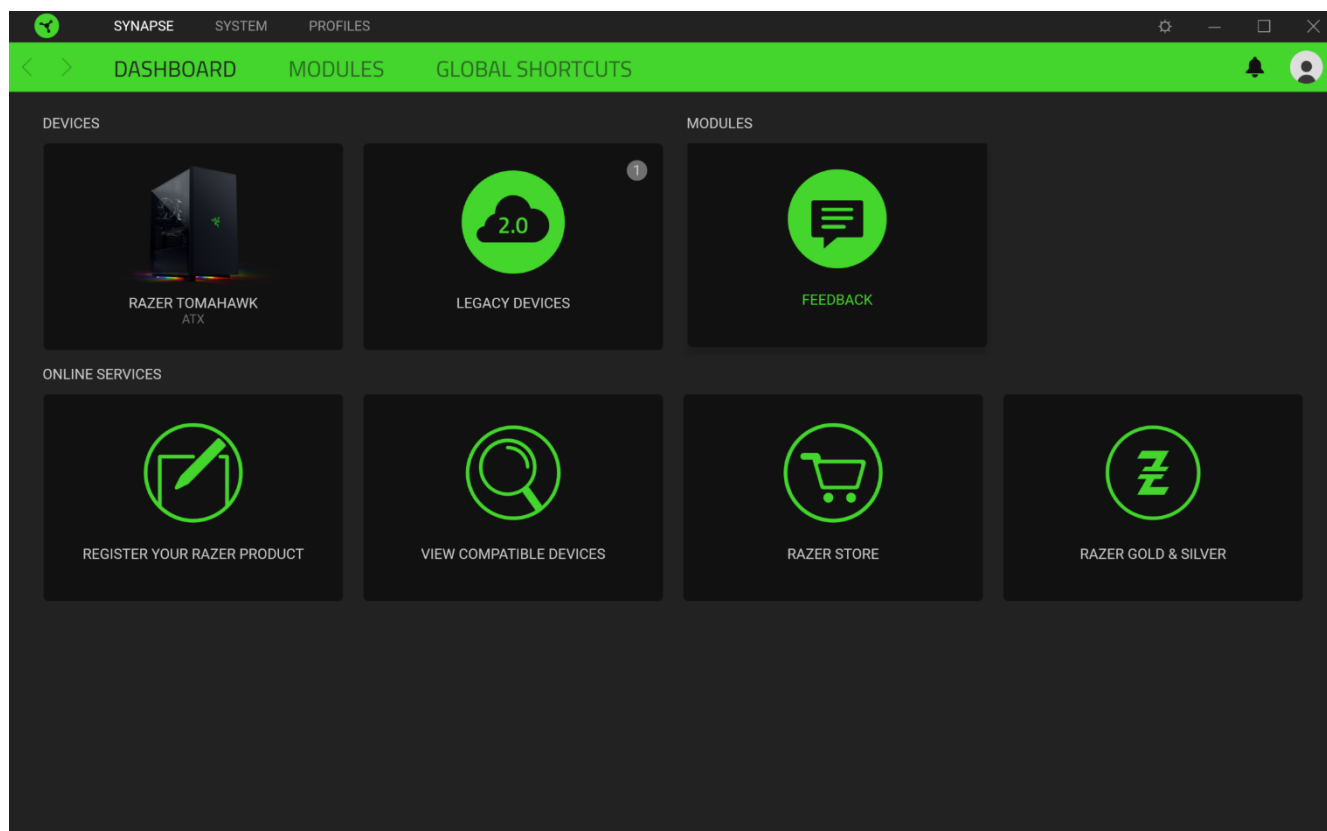 SYNAPSE SYSTEM PROFILES
DASHBOARD MODULES GLOBAL SHORTCUTS
DEVICES
RAZER TOMAHAWK
ATX
1
2.0
LEGACY DEVICES
MODULES
FEEDBACK
ONLINE SERVICES
REGISTER YOUR RAZER PRODUCT
VIEW COMPATIBLE DEVICES
RAZER STORE
RAZER GOLD & SILVER